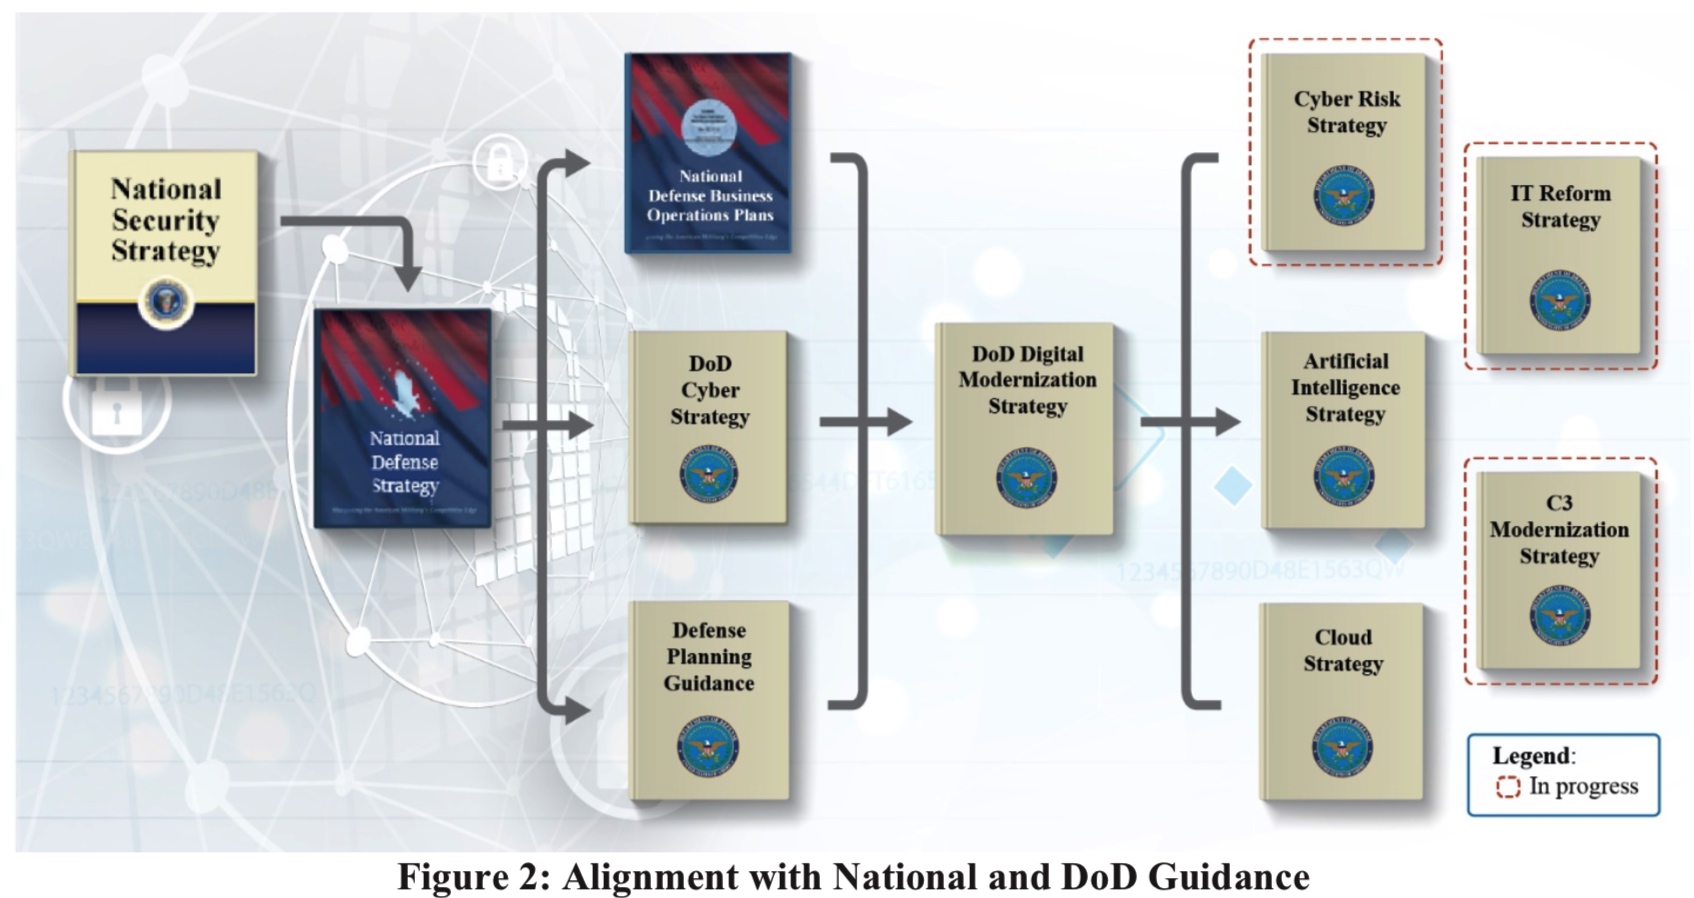 National
Security
Strategy
National
Defense
Strategy
National
Defense Business
Operations Plans
DoD
Cyber
Strategy
Defense
Planning
Guidance
DoD Digital
Modernization
Strategy
Cyber Risk
Strategy
IT Reform
Strategy
Artificial
Intelligence
Strategy
C3
Modernization
Strategy
Cloud
Strategy
1234567890D48E1563QW
1234567890D48E1563Q
Legend:
In progress
Figure 2: Alignment with National and DoD Guidance